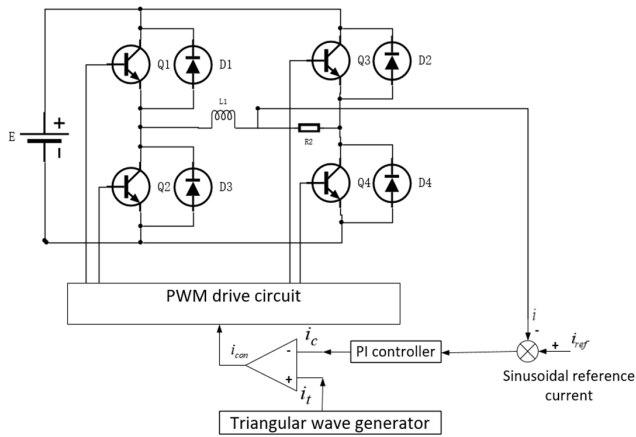 Q1
D1
Q3
D2
L1
E
+
-
R2
Q2
D3
Q4
D4
PWM drive circuit
i
-
i_con
i_c
-
PI controller
+
i_ref
+
i_t
Sinusoidal reference
current
Triangular wave generator